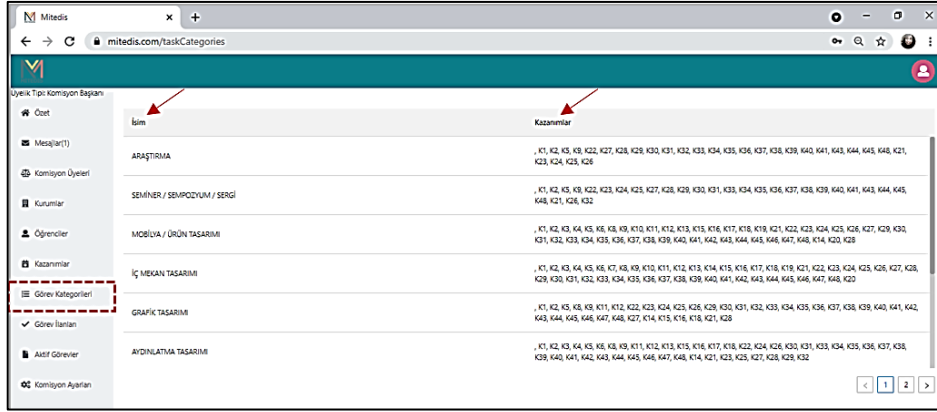 Mitedis
mitedis.com/taskCategories
Üyelik Tipi: Komisyon Başkanı
Özet
Mesajlar(1)
Komisyon Üyeleri
Kurumlar
Öğrenciler
Kazanımlar
Görev Kategorileri
Görev İlanları
Aktif Görevler
Komisyon Ayarları
İsim Kazanımlar
ARAŞTIRMA
, K1, K2, K5, K9, K22, K27, K28, K29, K30, K31, K32, K33, K34, K35, K36, K37, K38, K39, K40, K41, K43, K44, K45, K48, K21,
K23, K24, K25, K26
SEMİNER / SEMPOZYUM / SERGİ
, K1, K2, K5, K9, K22, K23, K24, K25, K27, K28, K29, K30, K31, K33, K34, K35, K36, K37, K38, K39, K40, K41, K43, K44, K45,
K48, K21, K26, K32
MOBİLYA / ÜRÜN TASARIMI
, K1, K2, K3, K4, K5, K6, K8, K9, K10, K11, K12, K13, K15, K16, K17, K18, K19, K21, K22, K23, K24, K25, K26, K27, K29, K30,
K31, K32, K33, K34, K35, K36, K37, K38, K39, K40, K41, K42, K43, K44, K45, K46, K47, K48, K14, K20, K28
İÇ MEKAN TASARIMI
, K1, K2, K3, K4, K5, K6, K7, K8, K9, K10, K11, K12, K13, K14, K15, K16, K17, K18, K19, K21, K22, K23, K24, K25, K26, K27, K28,
K29, K30, K31, K32, K33, K34, K35, K36, K37, K38, K39, K40, K41, K42, K43, K44, K45, K46, K47, K48, K20
GRAFİK TASARIMI
, K1, K2, K5, K8, K9, K11, K12, K22, K23, K24, K25, K26, K29, K30, K31, K32, K33, K34, K35, K36, K37, K38, K39, K40, K41, K42,
K43, K44, K45, K46, K47, K48, K27, K14, K15, K16, K18, K21, K28
AYDINLATMA TASARIMI
, K1, K2, K3, K4, K5, K6, K8, K9, K11, K12, K13, K15, K16, K17, K18, K22, K24, K26, K30, K31, K33, K34, K35, K36, K37, K38,
K39, K40, K41, K42, K43, K44, K45, K46, K47, K48, K14, K21, K23, K25, K27, K28, K29, K32
< 1 2 >